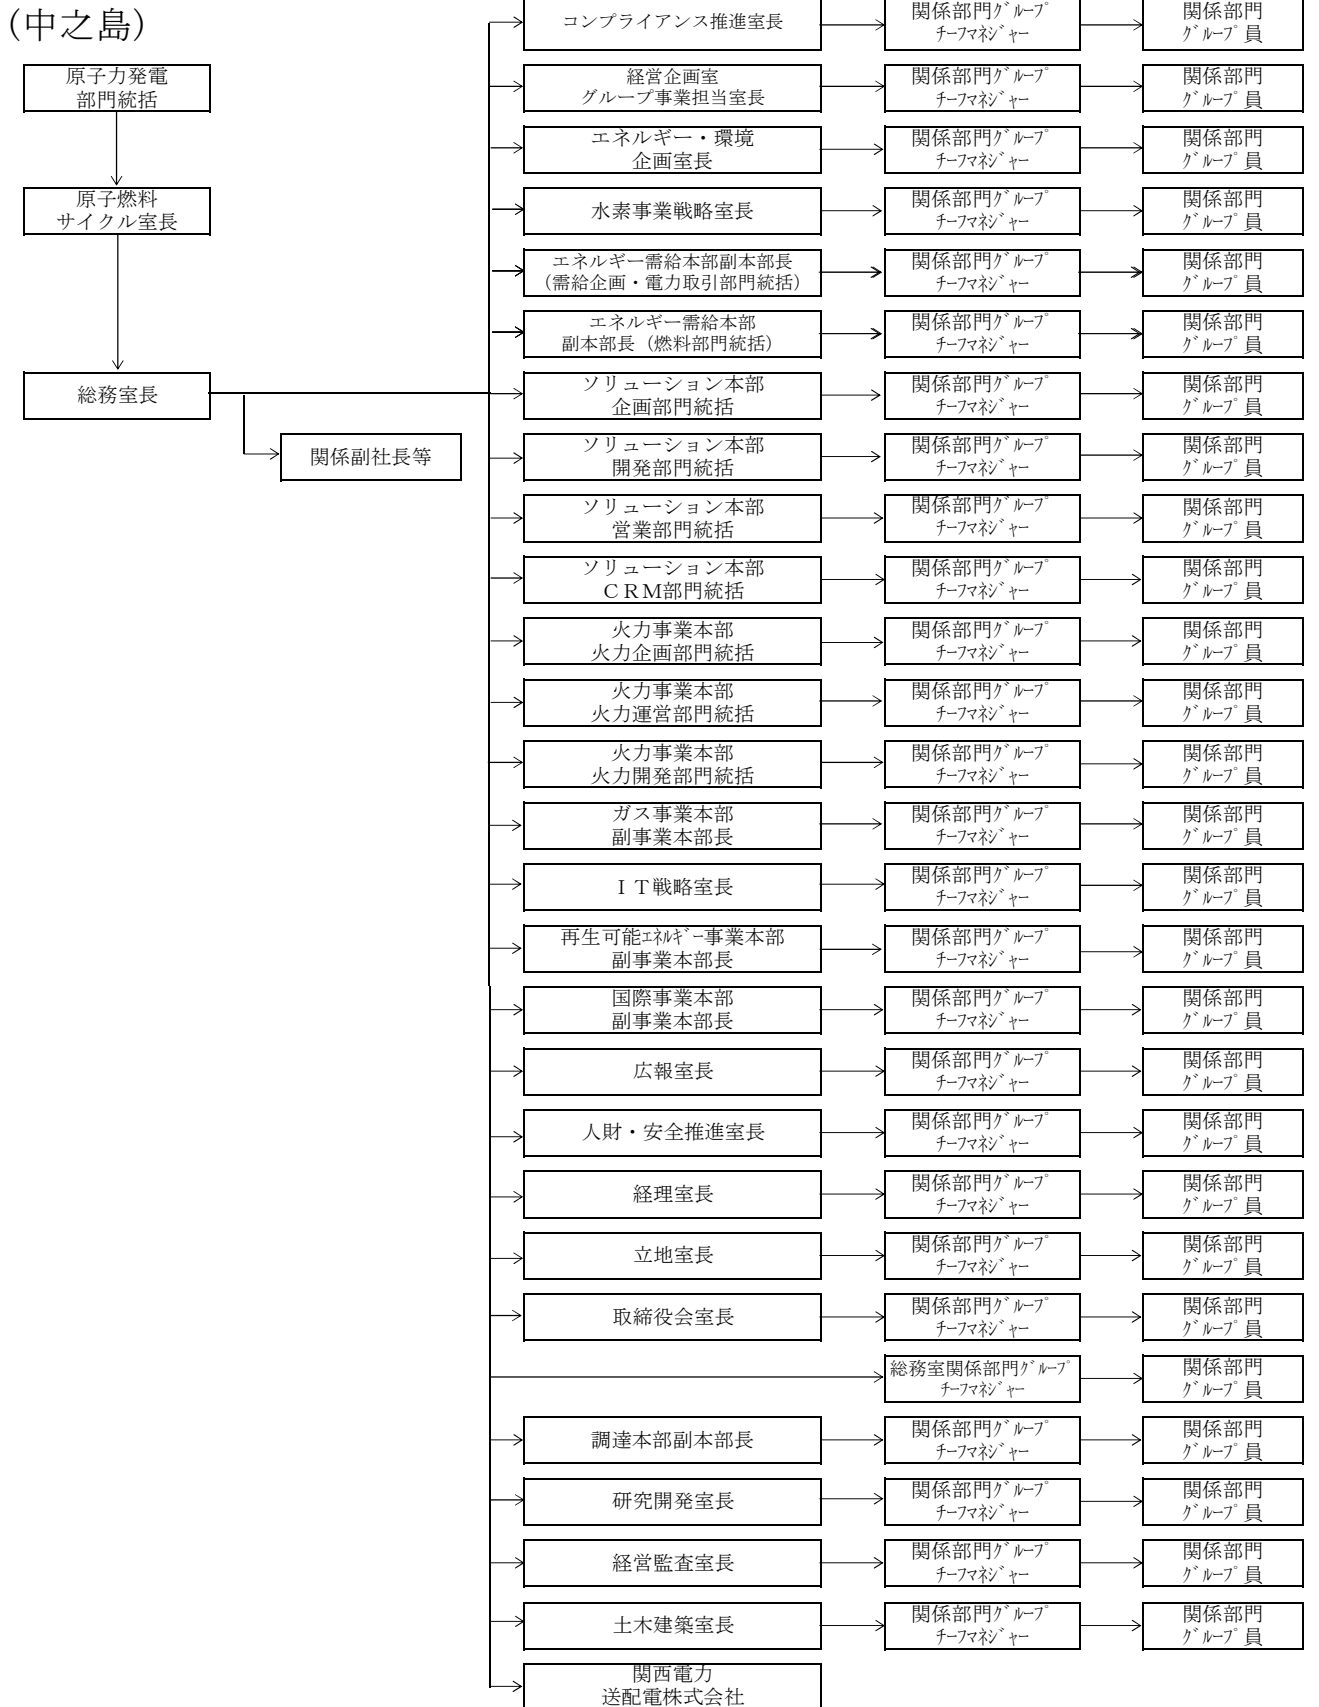 (中之島)
原子力発電
部門統括
原子燃料
サイクル室長
総務室長
関係副社長等
コンプライアンス推進室長
関係部門ｸﾞﾙｰﾌﾟ
ﾁｰﾌﾏﾈｼﾞｬｰ
関係部門
ｸﾞﾙｰﾌﾟ員
経営企画室
グループ事業担当室長
関係部門ｸﾞﾙｰﾌﾟ
ﾁｰﾌﾏﾈｼﾞｬｰ
関係部門
ｸﾞﾙｰﾌﾟ員
エネルギー・環境
企画室長
関係部門ｸﾞﾙｰﾌﾟ
ﾁｰﾌﾏﾈｼﾞｬｰ
関係部門
ｸﾞﾙｰﾌﾟ員
水素事業戦略室長
関係部門ｸﾞﾙｰﾌﾟ
ﾁｰﾌﾏﾈｼﾞｬｰ
関係部門
ｸﾞﾙｰﾌﾟ員
エネルギー需給本部副本部長
(需給企画・電力取引部門統括)
関係部門ｸﾞﾙｰﾌﾟ
ﾁｰﾌﾏﾈｼﾞｬｰ
関係部門
ｸﾞﾙｰﾌﾟ員
エネルギー需給本部
副本部長（燃料部門統括)
関係部門ｸﾞﾙｰﾌﾟ
ﾁｰﾌﾏﾈｼﾞｬｰ
関係部門
ｸﾞﾙｰﾌﾟ員
ソリューション本部
企画部門統括
関係部門ｸﾞﾙｰﾌﾟ
ﾁｰﾌﾏﾈｼﾞｬｰ
関係部門
ｸﾞﾙｰﾌﾟ員
ソリューション本部
開発部門統括
関係部門ｸﾞﾙｰﾌﾟ
ﾁｰﾌﾏﾈｼﾞｬｰ
関係部門
ｸﾞﾙｰﾌﾟ員
ソリューション本部
営業部門統括
関係部門ｸﾞﾙｰﾌﾟ
ﾁｰﾌﾏﾈｼﾞｬｰ
関係部門
ｸﾞﾙｰﾌﾟ員
ソリューション本部
ＣＲＭ部門統括
関係部門ｸﾞﾙｰﾌﾟ
ﾁｰﾌﾏﾈｼﾞｬｰ
関係部門
ｸﾞﾙｰﾌﾟ員
火力事業本部
火力企画部門統括
関係部門ｸﾞﾙｰﾌﾟ
ﾁｰﾌﾏﾈｼﾞｬｰ
関係部門
ｸﾞﾙｰﾌﾟ員
火力事業本部
火力運営部門統括
関係部門ｸﾞﾙｰﾌﾟ
ﾁｰﾌﾏﾈｼﾞｬｰ
関係部門
ｸﾞﾙｰﾌﾟ員
火力事業本部
火力開発部門統括
関係部門ｸﾞﾙｰﾌﾟ
ﾁｰﾌﾏﾈｼﾞｬｰ
関係部門
ｸﾞﾙｰﾌﾟ員
ガス事業本部
副事業本部長
関係部門ｸﾞﾙｰﾌﾟ
ﾁｰﾌﾏﾈｼﾞｬｰ
関係部門
ｸﾞﾙｰﾌﾟ員
ＩＴ戦略室長
関係部門ｸﾞﾙｰﾌﾟ
ﾁｰﾌﾏﾈｼﾞｬｰ
関係部門
ｸﾞﾙｰﾌﾟ員
再生可能ｴﾈﾙｷﾞｰ事業本部
副事業本部長
関係部門ｸﾞﾙｰﾌﾟ
ﾁｰﾌﾏﾈｼﾞｬｰ
関係部門
ｸﾞﾙｰﾌﾟ員
国際事業本部
副事業本部長
関係部門ｸﾞﾙｰﾌﾟ
ﾁｰﾌﾏﾈｼﾞｬｰ
関係部門
ｸﾞﾙｰﾌﾟ員
広報室長
関係部門ｸﾞﾙｰﾌﾟ
ﾁｰﾌﾏﾈｼﾞｬｰ
関係部門
ｸﾞﾙｰﾌﾟ員
人財・安全推進室長
関係部門ｸﾞﾙｰﾌﾟ
ﾁｰﾌﾏﾈｼﾞｬｰ
関係部門
ｸﾞﾙｰﾌﾟ員
経理室長
関係部門ｸﾞﾙｰﾌﾟ
ﾁｰﾌﾏﾈｼﾞｬｰ
関係部門
ｸﾞﾙｰﾌﾟ員
立地室長
関係部門ｸﾞﾙｰﾌﾟ
ﾁｰﾌﾏﾈｼﾞｬｰ
関係部門
ｸﾞﾙｰﾌﾟ員
取締役会室長
関係部門ｸﾞﾙｰﾌﾟ
ﾁｰﾌﾏﾈｼﾞｬｰ
関係部門
ｸﾞﾙｰﾌﾟ員
総務室関係部門ｸﾞﾙｰﾌﾟ
ﾁｰﾌﾏﾈｼﾞｬｰ
関係部門
ｸﾞﾙｰﾌﾟ員
調達本部副本部長
関係部門ｸﾞﾙｰﾌﾟ
ﾁｰﾌﾏﾈｼﾞｬｰ
関係部門
ｸﾞﾙｰﾌﾟ員
研究開発室長
関係部門ｸﾞﾙｰﾌﾟ
ﾁｰﾌﾏﾈｼﾞｬｰ
関係部門
ｸﾞﾙｰﾌﾟ員
経営監査室長
関係部門ｸﾞﾙｰﾌﾟ
ﾁｰﾌﾏﾈｼﾞｬｰ
関係部門
ｸﾞﾙｰﾌﾟ員
土木建築室長
関係部門ｸﾞﾙｰﾌﾟ
ﾁｰﾌﾏﾈｼﾞｬｰ
関係部門
ｸﾞﾙｰﾌﾟ員
関西電力
送配電株式会社